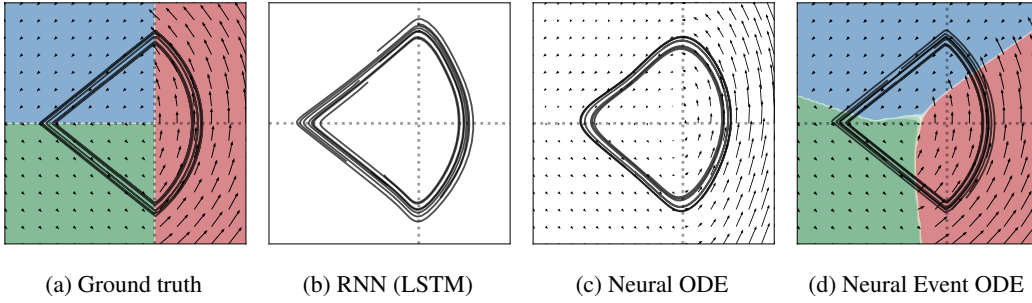 (a) Ground truth
(b) RNN (LSTM)
(c) Neural ODE
(d) Neural Event ODE